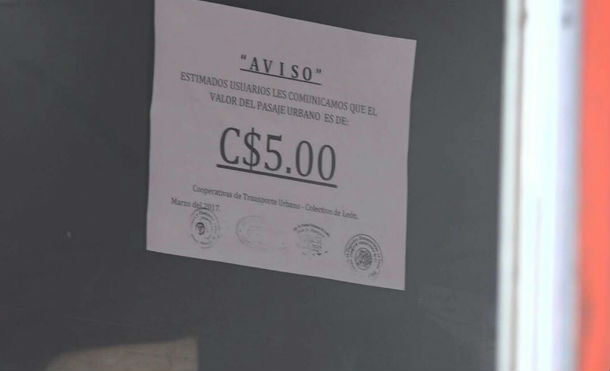 "AVISO"
ESTIMADOS USUARIOS LES COMUNICAMOS QUE EL
VALOR DEL PASAJE URBANO ES DE:
C$5.00
Cooperativas de Transporte Urbano - Colectivo de León.
Marzo del 2017.